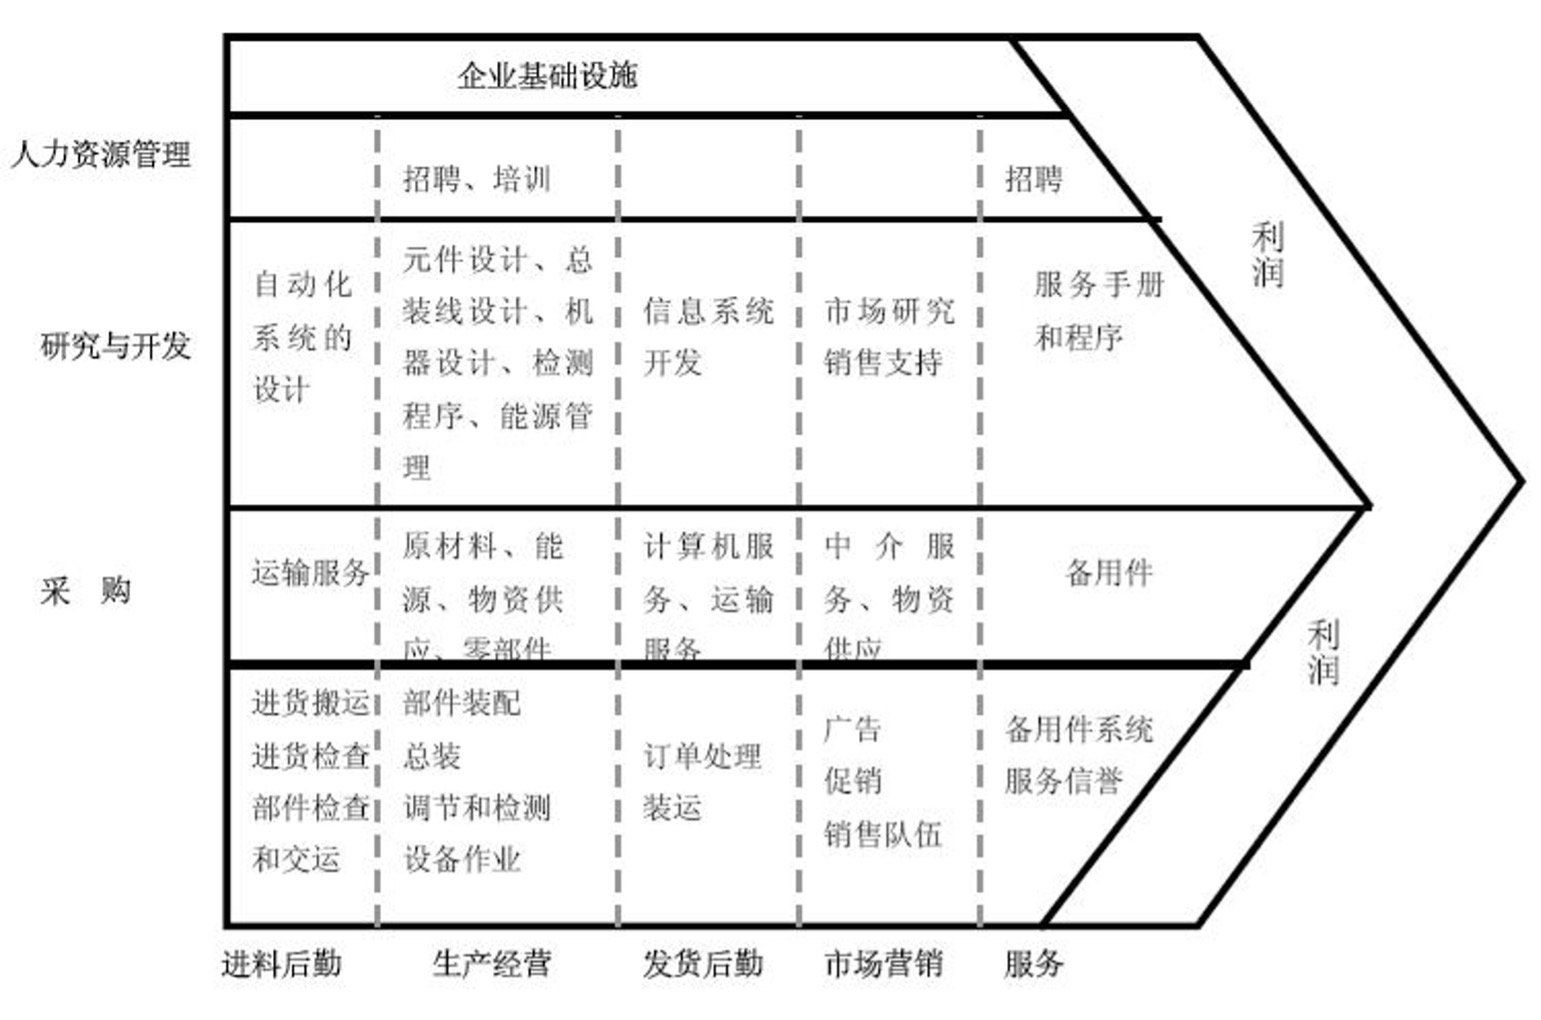 企业基础设施
人力资源管理
招聘、培训
招聘
研究与开发
自动化
系统的
设计
元件设计、总
装线设计、机
器设计、检测
程序、能源管
理
信息系统
开发
市场研究
销售支持
服务手册
和程序
利
润
采 购
运输服务
原材料、能
源、物资供
应、零部件
计算机服
务、运输
服务
中介服
务、物资
供应
备用件
利
润
进货搬运
进货检查
部件检查
和交运
部件装配
总装
调节和检测
设备作业
订单处理
装运
广告
促销
销售队伍
备用件系统
服务信誉
进料后勤
生产经营
发货后勤
市场营销
服务